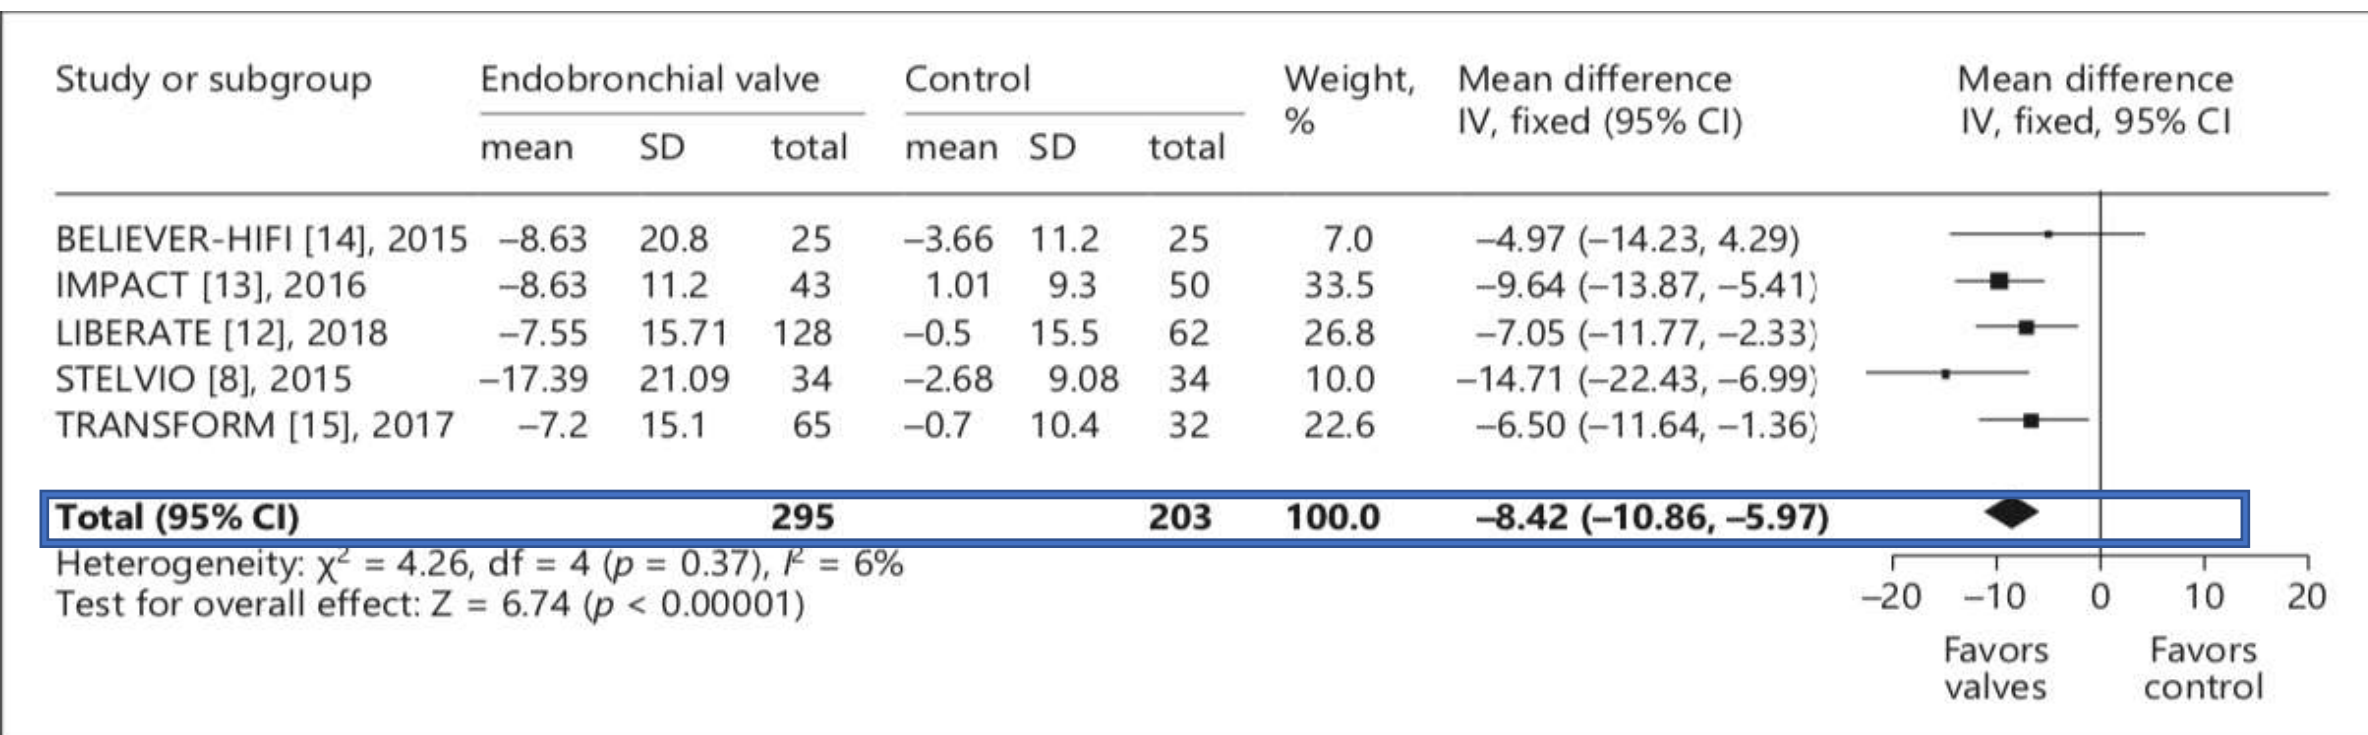 Study or subgroup Endobronchial valve Control Weight, % Mean difference IV, fixed (95% CI) Mean difference IV, fixed, 95% CI
mean SD total mean SD total
BELIEVER-HIFI [14], 2015 –8.63 20.8 25 –3.66 11.2 25 7.0 –4.97 (–14.23, 4.29)
IMPACT [13], 2016 –8.63 11.2 43 1.01 9.3 50 33.5 –9.64 (–13.87, –5.41)
LIBERATE [12], 2018 –7.55 15.71 128 –0.5 15.5 62 26.8 –7.05 (–11.77, –2.33)
STELVIO [8], 2015 –17.39 21.09 34 –2.68 9.08 34 10.0 –14.71 (–22.43, –6.99)
TRANSFORM [15], 2017 –7.2 15.1 65 –0.7 10.4 32 22.6 –6.50 (–11.64, –1.36)
Total (95% CI) 295 203 100.0 –8.42 (–10.86, –5.97)
Heterogeneity: χ² = 4.26, df = 4 (p = 0.37), I² = 6%
Test for overall effect: Z = 6.74 (p < 0.00001)
–20 –10 0 10 20
Favors valves Favors control